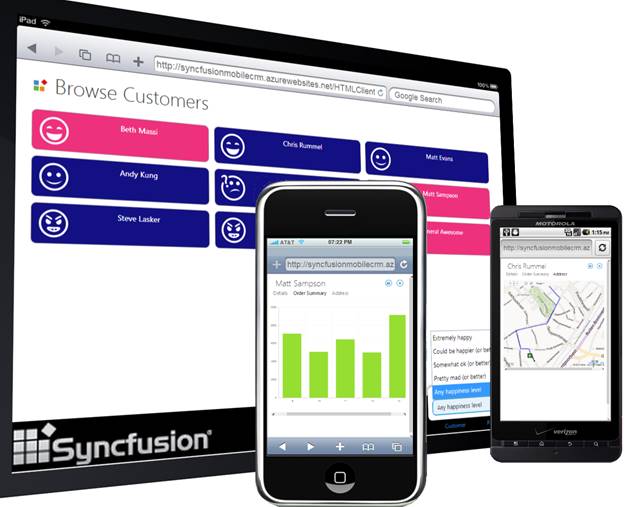 iPad
100%
http://syncfusionmobilecrm.azurewebsites.net/HTMLClient
Google Search
Browse Customers
Beth Massi
Chris Rummel
Matt Evans
Andy Kung
Matt Sampson
Steve Lasker
eral Awesome
Extremely happy
Could be happier (or bet
Somewhat ok (or better)
Pretty mad (or better)
Any happiness level
Any happiness level
Customer
Syncfusion®
AT&T
07:22 PM
http://syncfusionmobilecrm.az
Matt Sampson
Details Order Summary Address
MOTOROLA
1:15 PM
http://syncfusionmobilecrm.az
Chris Rummel
Details Order Summary Address
verizon